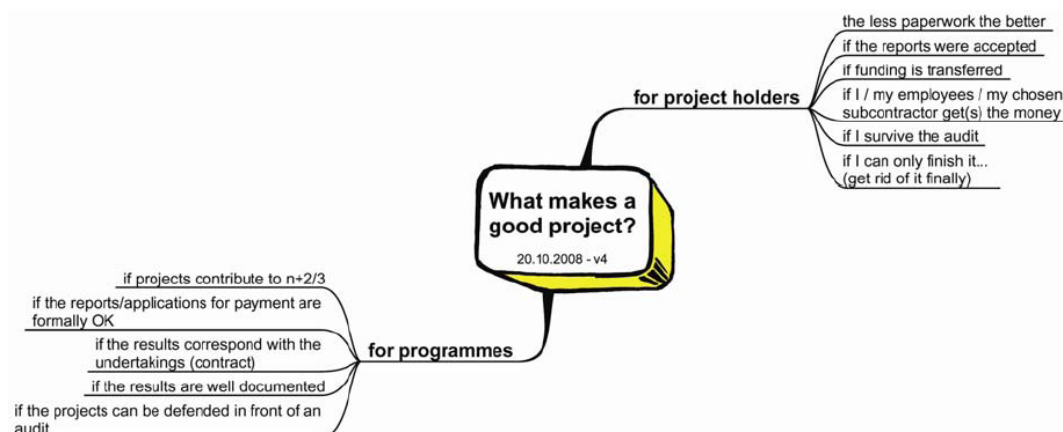 What makes a
good project?
20.10.2008 - v4
for project holders
the less paperwork the better
if the reports were accepted
if funding is transferred
if I / my employees / my chosen
subcontractor get(s) the money
if I survive the audit
if I can only finish it...
(get rid of it finally)
for programmes
if projects contribute to n+2/3
if the reports/applications for payment are
formally OK
if the results correspond with the
undertakings (contract)
if the results are well documented
if the projects can be defended in front of an
audit